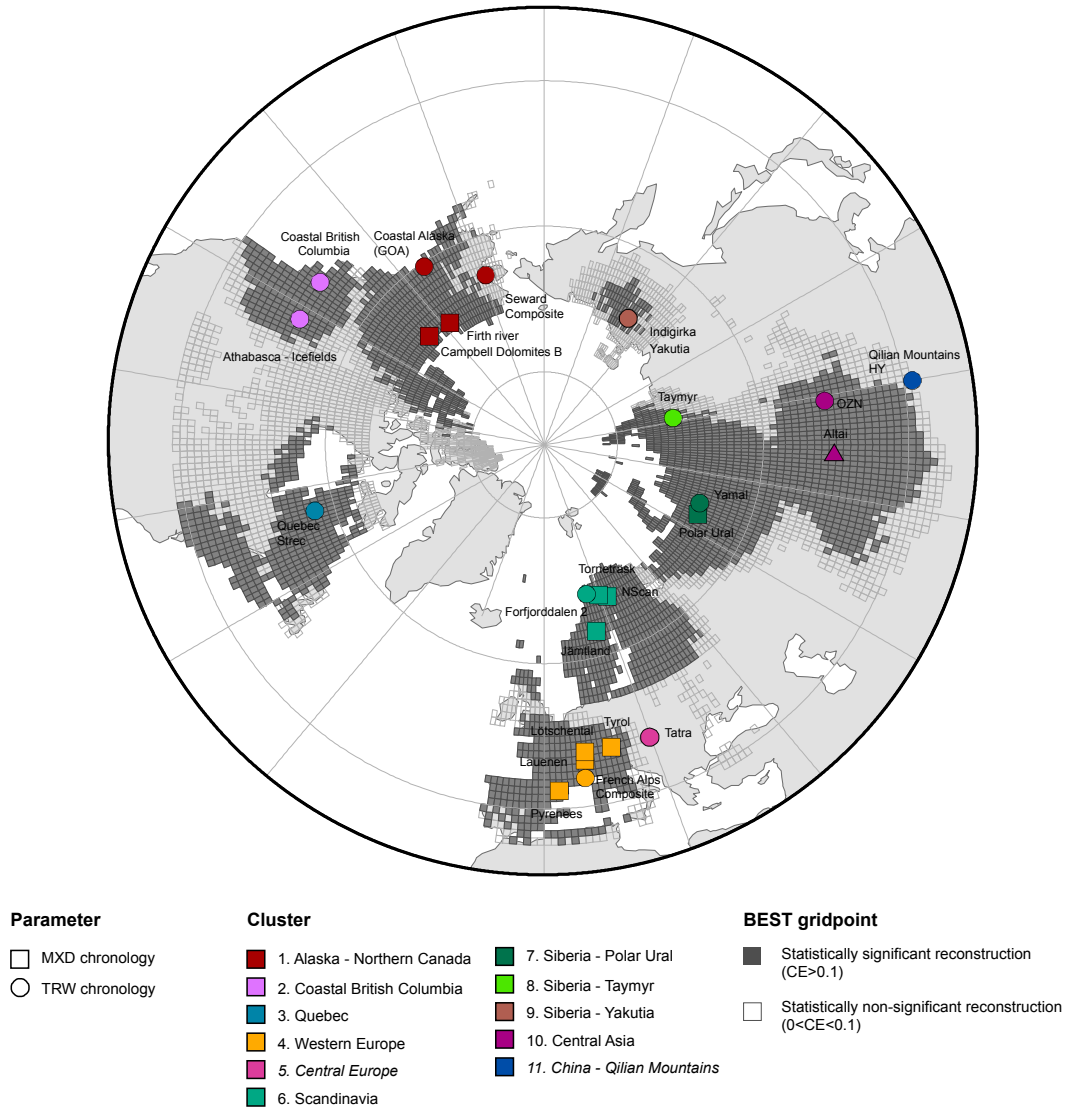 Coastal British
Columbia
Coastal Alaska
(GOA)
Seward
Composite
Firth river
Campbell Dolomites B
Athabasca - Icefields
Indigirka
Yakutia
Qilian Mountains
HY
Taymyr
OZN
Altai
Yamal
Polar Ural
Quebec
Strec
Tornetrask
NScan
Forfjorddalen 2
Jämtland
Lötschental
Tyrol
Tatra
Lauenen
French Alps
Composite
Pyrenees
Parameter
MXD chronology
TRW chronology
Cluster
1. Alaska - Northern Canada
2. Coastal British Columbia
3. Quebec
4. Western Europe
5. Central Europe
6. Scandinavia
7. Siberia - Polar Ural
8. Siberia - Taymyr
9. Siberia - Yakutia
10. Central Asia
11. China - Qilian Mountains
BEST gridpoint
Statistically significant reconstruction
(CE>0.1)
Statistically non-significant reconstruction
(0<CE<0.1)